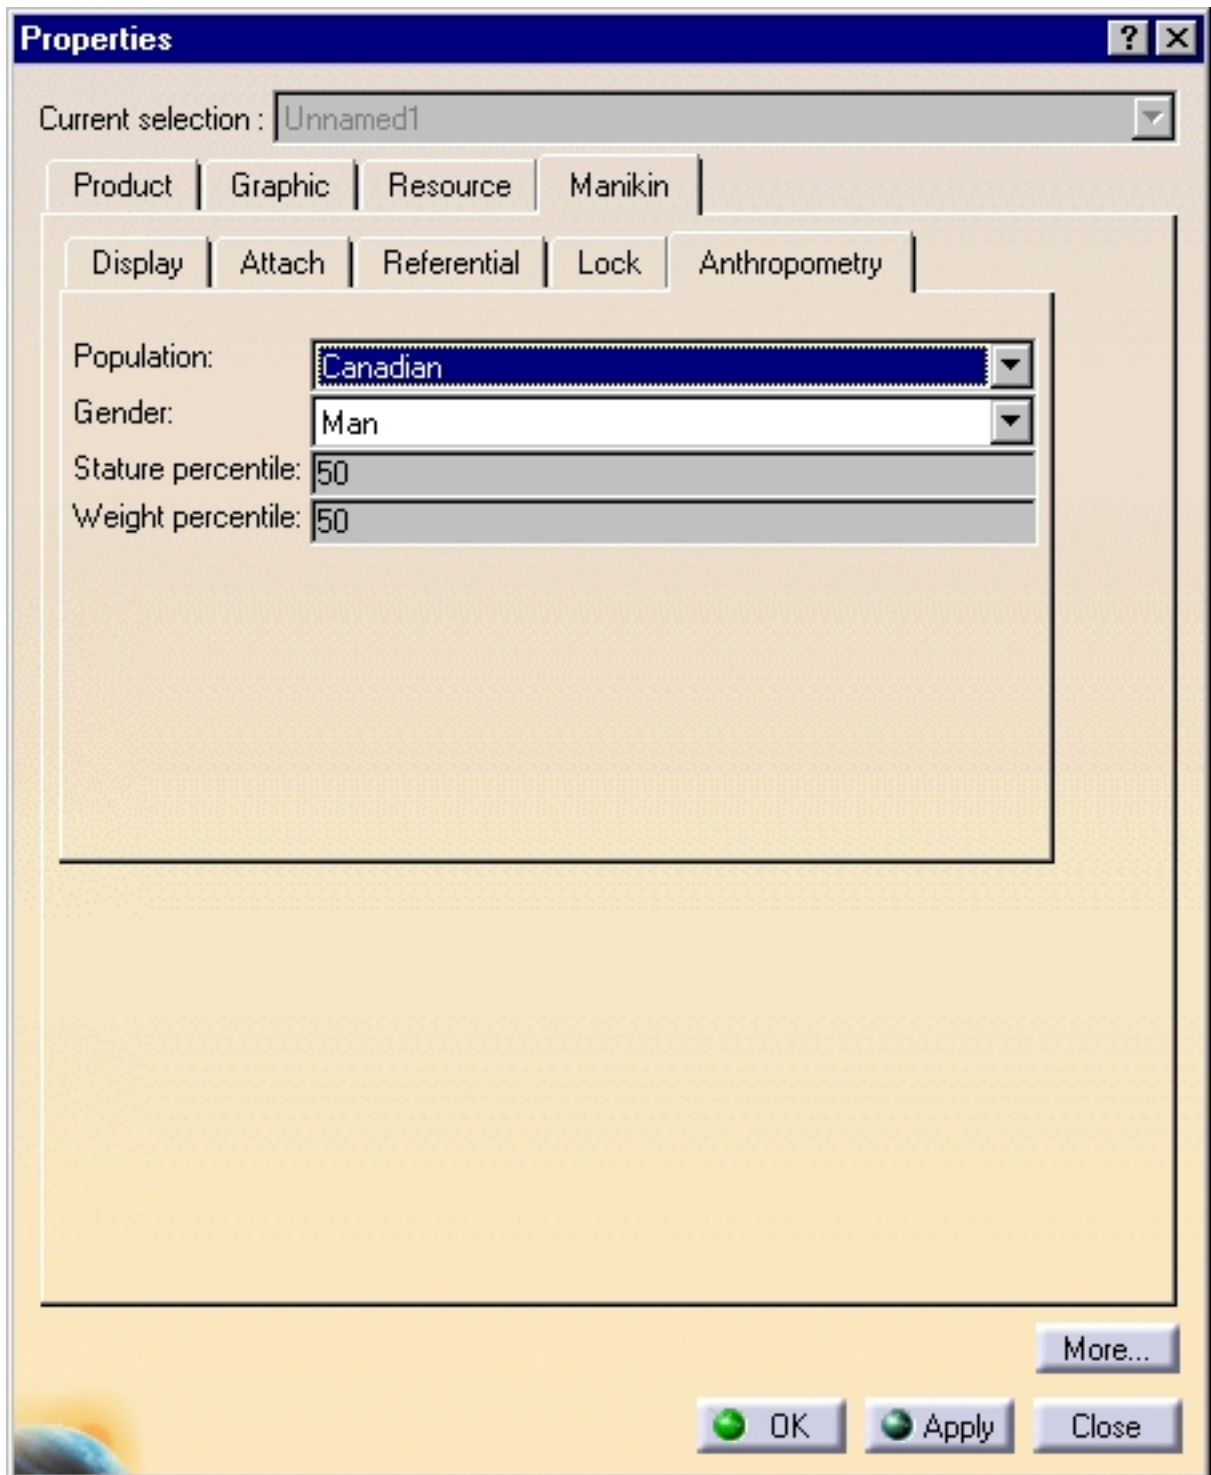 Properties
Current selection : Unnamed1
Product Graphic Resource Manikin
Display Attach Referential Lock Anthropometry
Population: Canadian
Gender: Man
Stature percentile: 50
Weight percentile: 50
More...
OK Apply Close